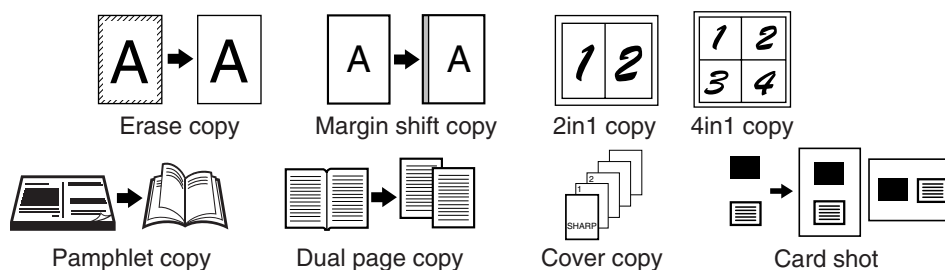 A A A A 1 2 1 2
3 4
Erase copy Margin shift copy 2in1 copy 4in1 copy
2
1
SHARP
Pamphlet copy Dual page copy Cover copy Card shot